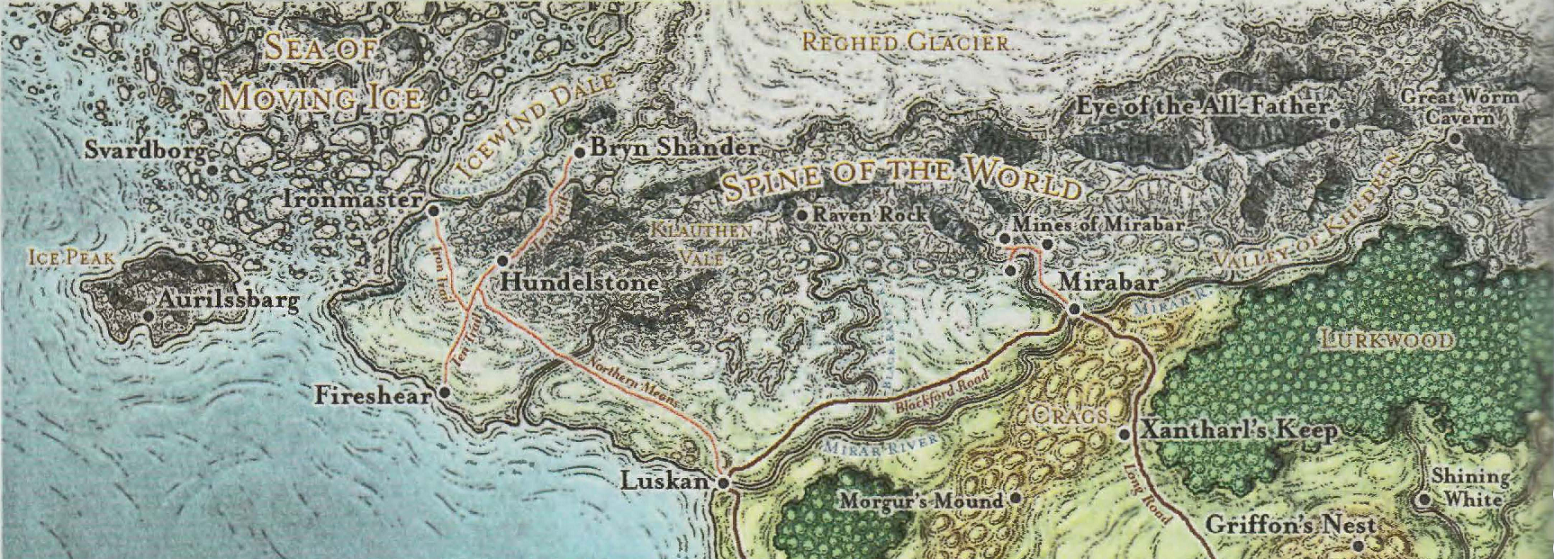 SEA OF
MOVING ICE
REGHED GLACIER
ICEWIND DALE
Eye of the All-Father
Great Worm
Cavern
Svardborg
Bryn Shander
SPINE OF THE WORLD
Ironmaster
Raven Rock
Mines of Mirabar
KLAUTHEN
VALE
VALLEY OF KHEDRUN
ICE PEAK
Aurilssbarg
Hundelstone
Iron Trail
Mirabar
MIRAR
LURKWOOD
Fireshear
Northern Means
Blackford Road
CRAGS
Xantharl's Keep
MIRAR RIVER
Luskan
Morgur's Mound
Long Road
Shining
White
Griffon's Nest